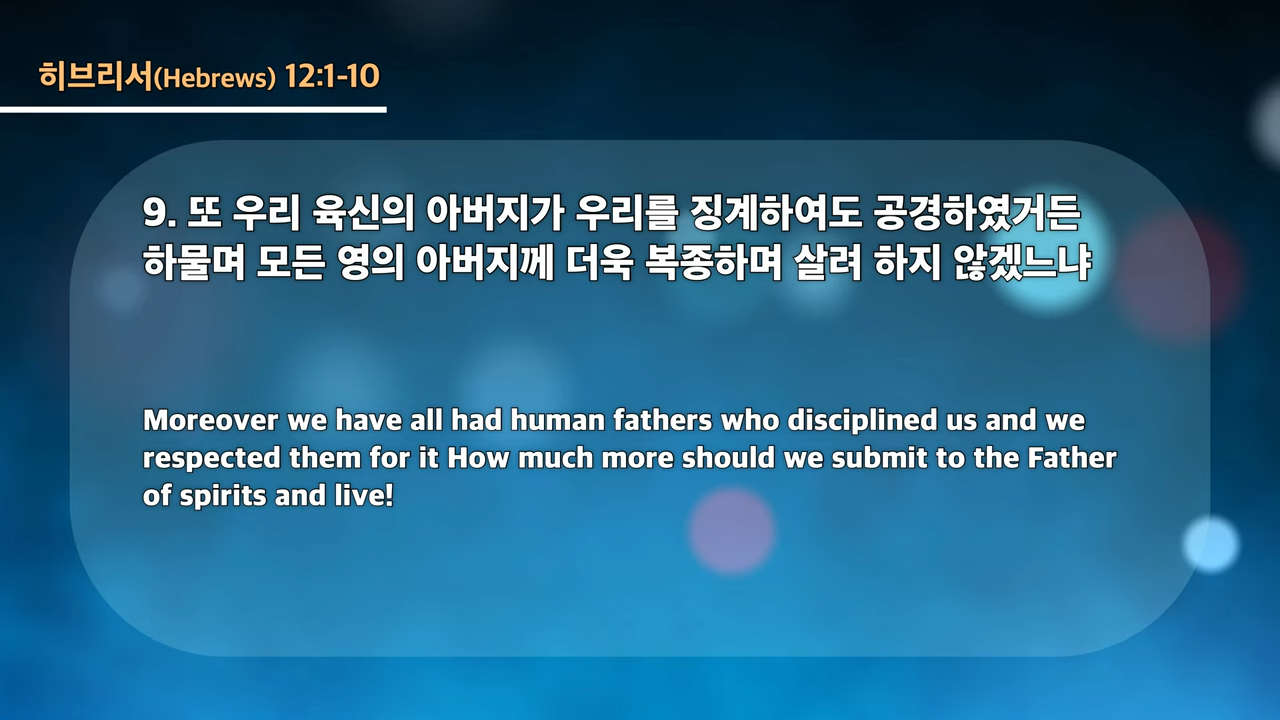 히브리서(Hebrews) 12:1-10
9. 또 우리 육신의 아버지가 우리를 징계하여도 공경하였거든
하물며 모든 영의 아버지께 더욱 복종하며 살려 하지 않겠느냐
Moreover we have all had human fathers who disciplined us and we
respected them for it How much more should we submit to the Father
of spirits and live!